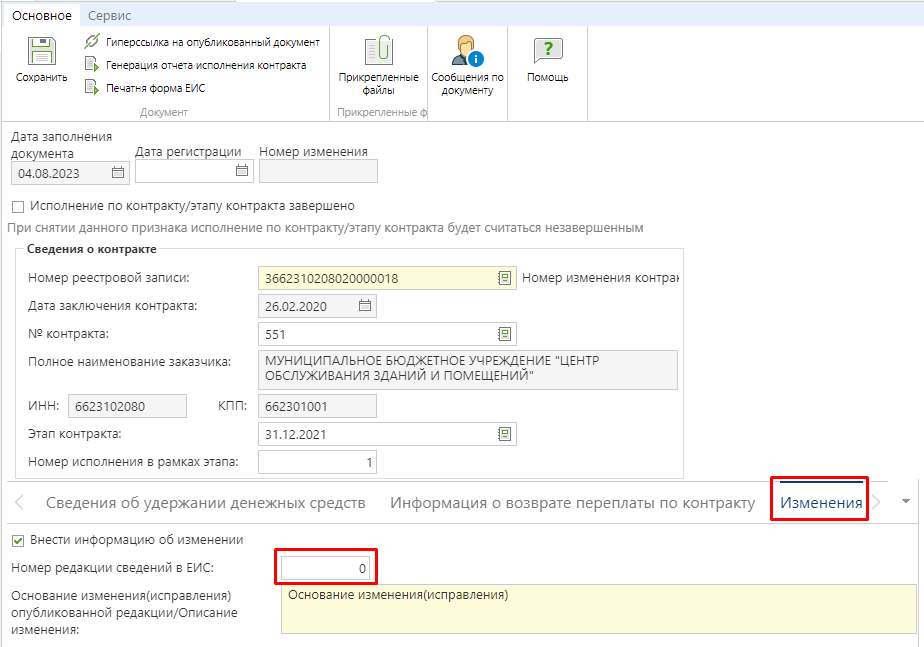 Основное Сервис
Гиперссылка на опубликованный документ
Генерация отчета исполнения контракта
Печатня форма ЕИС
Сохранить
Документ
Прикрепленные
файлы
Прикрепленные ф
Сообщения по
документу
Помощь
Дата заполнения
документа
Дата регистрации
Номер изменения
04.08.2023
Исполнение по контракту/этапу контракта завершено
При снятии данного признака исполнение по контракту/этапу контракта будет считаться незавершенным
Сведения о контракте
Номер реестровой записи: 3662310208020000018 Номер изменения контрак
Дата заключения контракта: 26.02.2020
№ контракта: 551
Полное наименование заказчика: МУНИЦИПАЛЬНОЕ БЮДЖЕТНОЕ УЧРЕЖДЕНИЕ "ЦЕНТР
ОБСЛУЖИВАНИЯ ЗДАНИЙ И ПОМЕЩЕНИЙ"
ИНН: 6623102080 КПП: 662301001
Этап контракта: 31.12.2021
Номер исполнения в рамках этапа: 1
Сведения об удержании денежных средств Информация о возврате переплаты по контракту Изменения
Внести информацию об изменении
Номер редакции сведений в ЕИС: 0
Основание изменения(исправления)
опубликованной редакции/Описание
изменения:
Основание изменения(исправления)